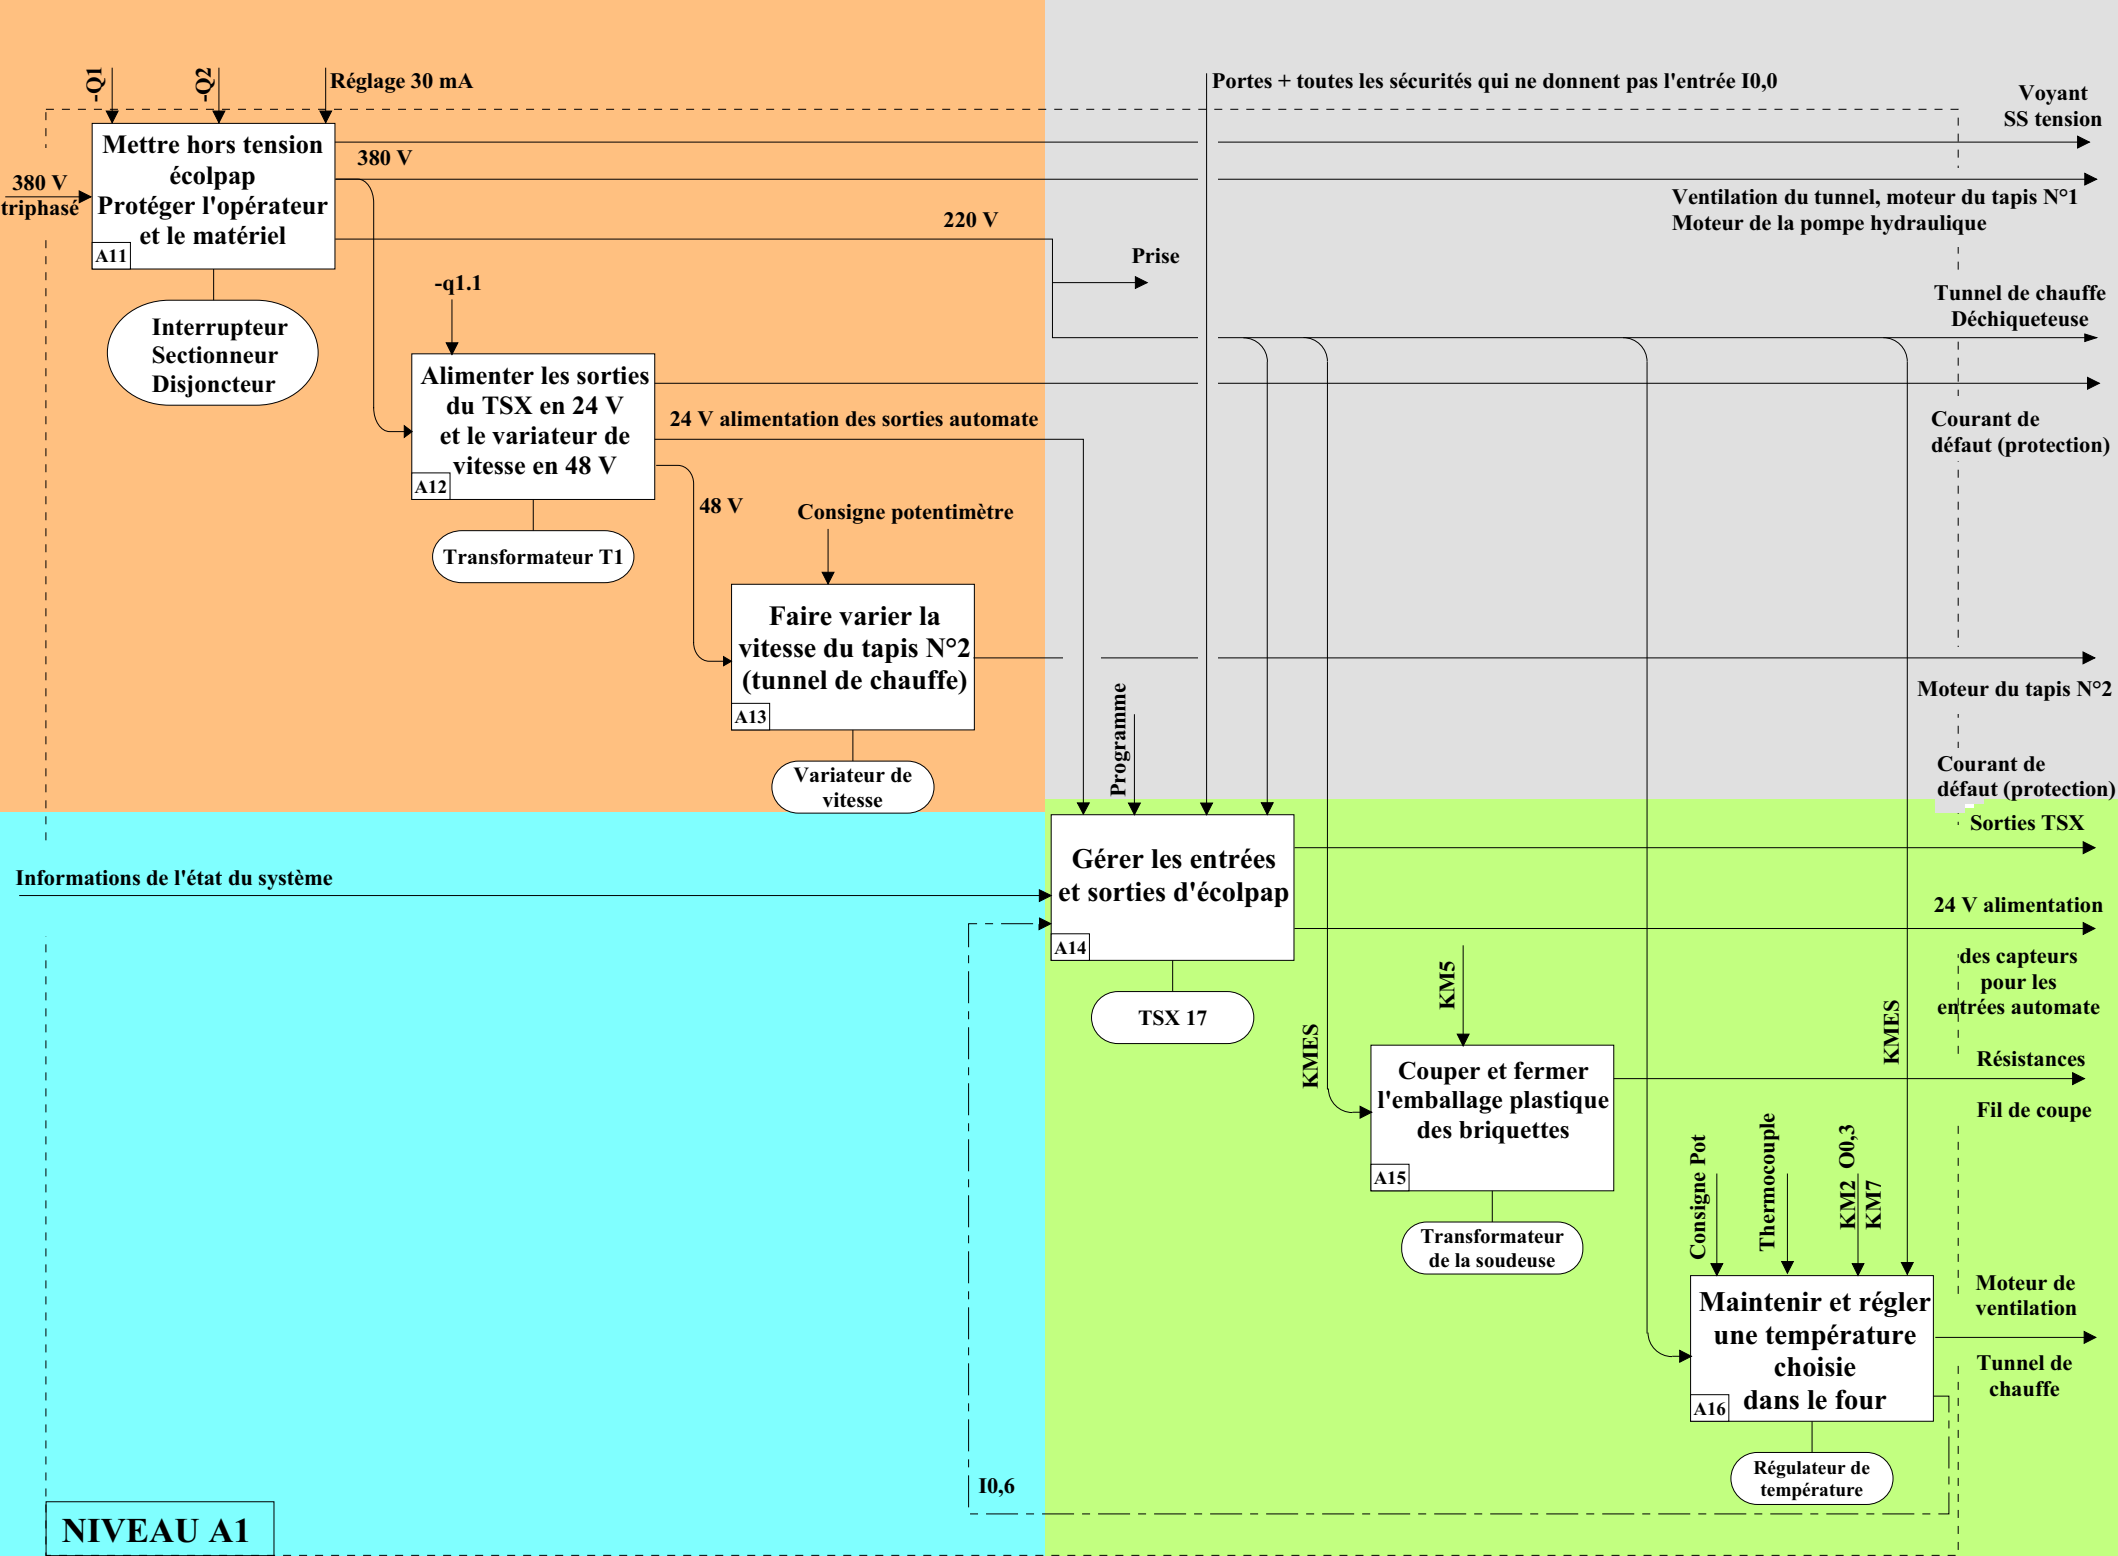 -Q1
-Q2
Réglage 30 mA
Portes + toutes les sécurités qui ne donnent pas l'entrée I0,0
Voyant
SS tension
380 V
triphasé
Mettre hors tension
écolpap
Protéger l'opérateur
et le matériel
A11
380 V
220 V
Ventilation du tunnel, moteur du tapis N°1
Moteur de la pompe hydraulique
Prise
Interrupteur
Sectionneur
Disjoncteur
-q1.1
Tunnel de chauffe
Déchiqueteuse
Alimenter les sorties
du TSX en 24 V
et le variateur de
vitesse en 48 V
A12
24 V alimentation des sorties automate
Courant de
défaut (protection)
48 V
Transformateur T1
Consigne potentimètre
Faire varier la
vitesse du tapis N°2
(tunnel de chauffe)
A13
Moteur du tapis N°2
Variateur de
vitesse
Programme
Courant de
défaut (protection)
Sorties TSX
Informations de l'état du système
Gérer les entrées
et sorties d'écolpap
A14
24 V alimentation
des capteurs
pour les
entrées automate
TSX 17
KMES
KM5
KMES
Couper et fermer
l'emballage plastique
des briquettes
A15
Résistances
Fil de coupe
Transformateur
de la soudeuse
Consigne Pot
Thermocouple
KM2 O0,3
KM7
Maintenir et régler
une température
choisie
dans le four
A16
Moteur de
ventilation
Tunnel de
chauffe
Régulateur de
température
I0,6
NIVEAU A1